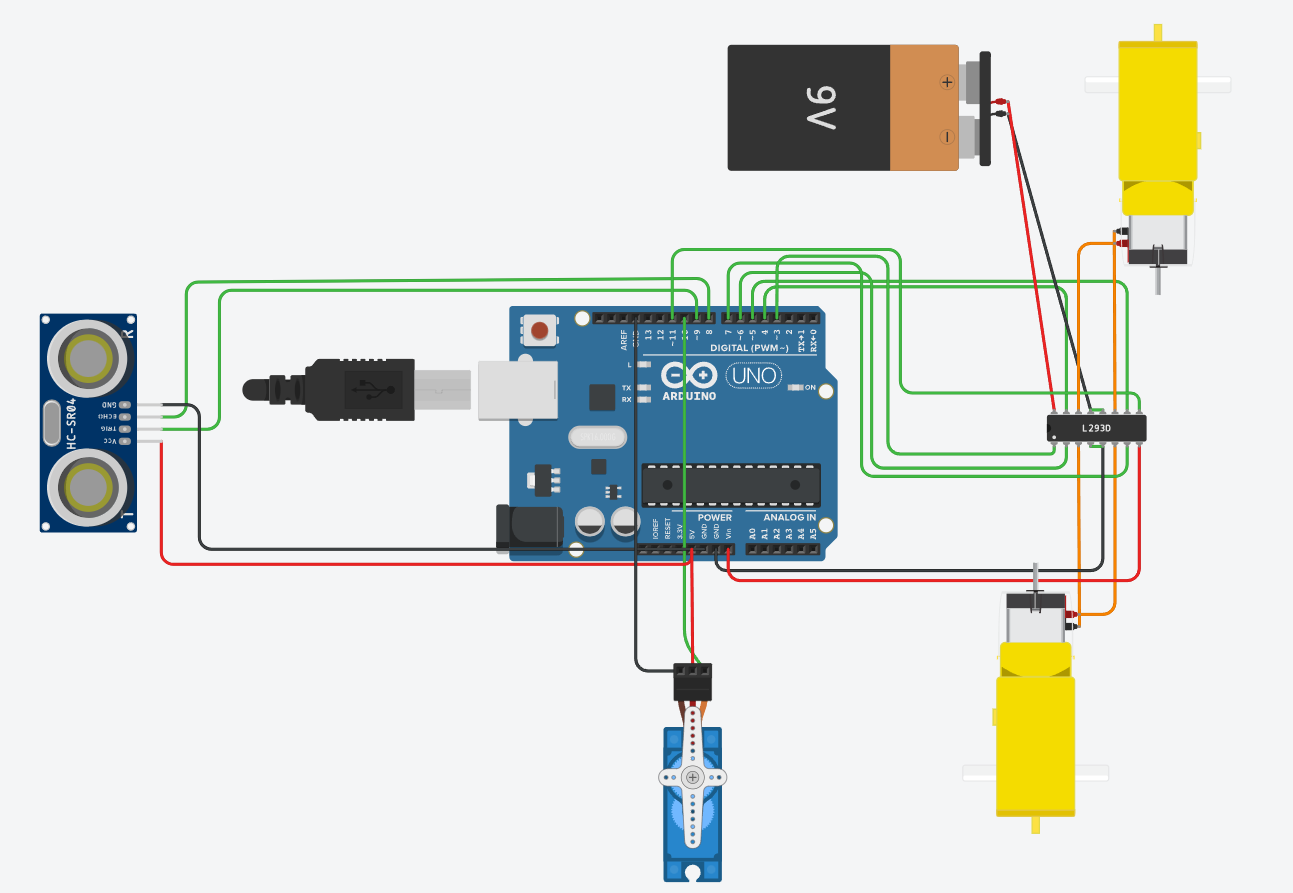 9V
+
−
HC-SR04
R
T
GND
ECHO
TRIG
VCC
AREF
GND
13
12
~11
10
~9
8
7
~6
~5
4
~3
2
TX→1
RX←0
DIGITAL (PWM~)
L
TX
RX
ON
UNO
ARDUINO
L293D
POWER
ANALOG IN
IOREF
RESET
3.3V
5V
GND
GND
Vin
A0
A1
A2
A3
A4
A5